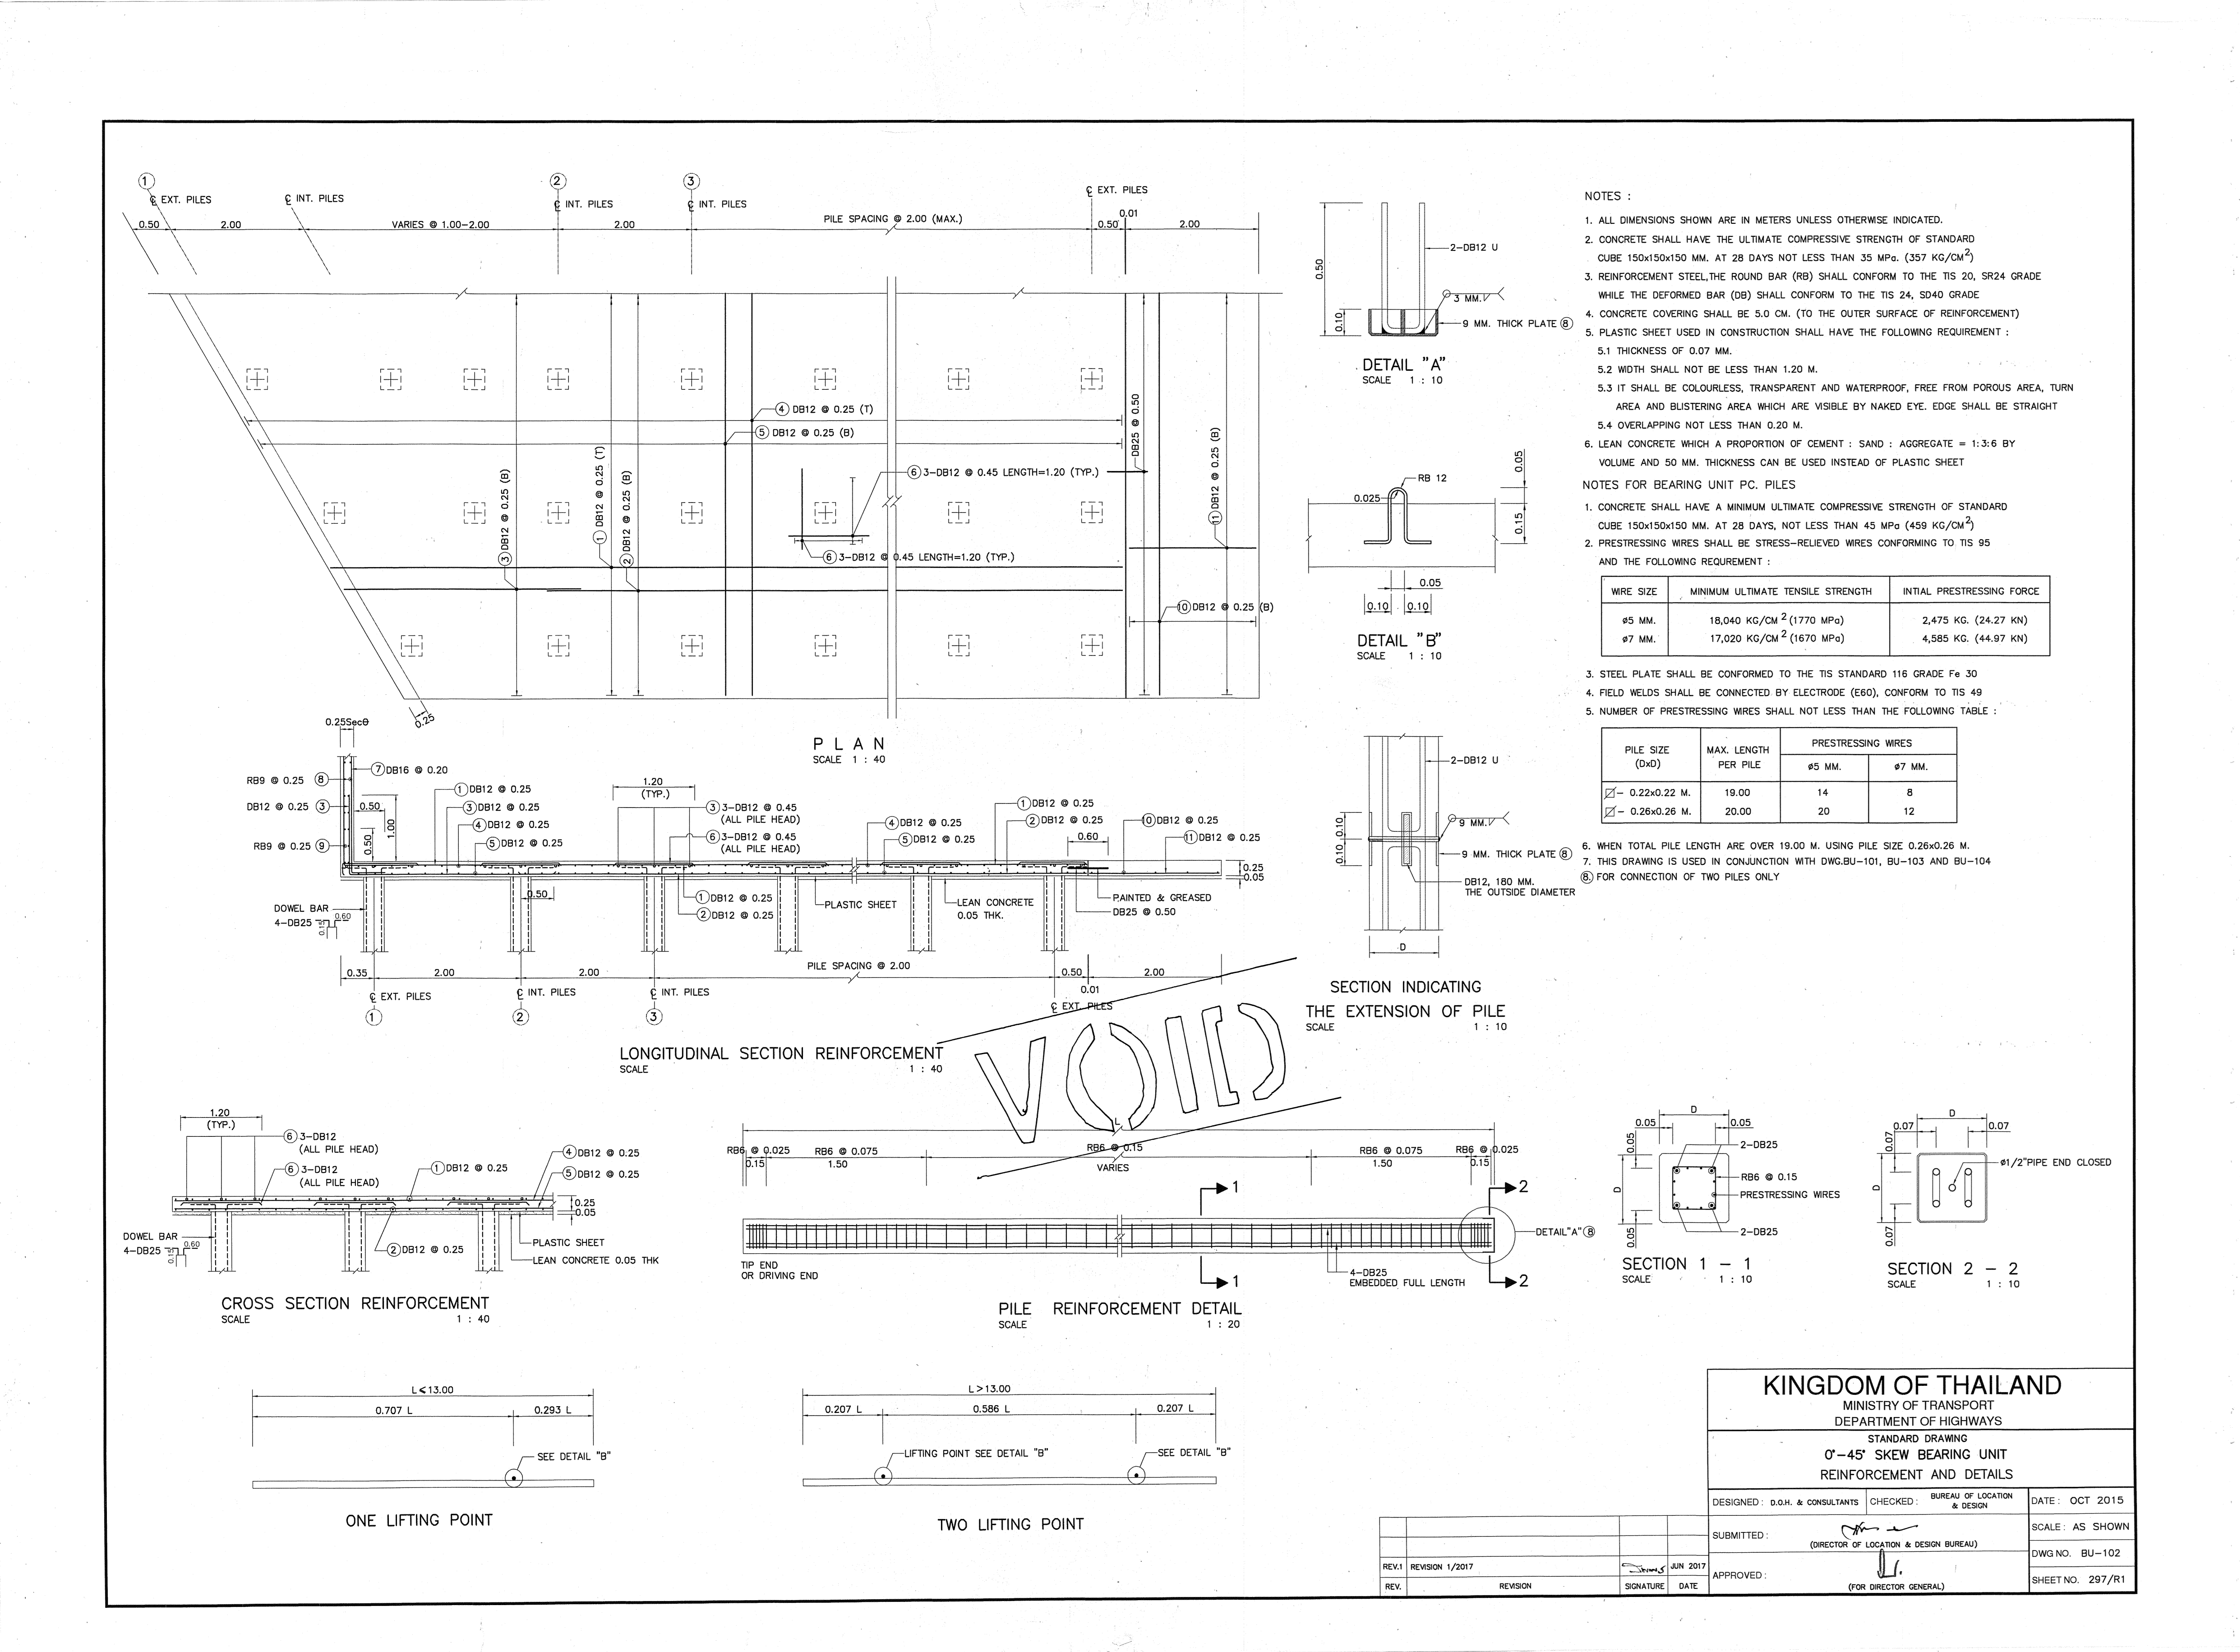 1
℄ EXT. PILES
℄ INT. PILES
2
℄ INT. PILES
3
℄ INT. PILES
℄ EXT. PILES
0.50
2.00
VARIES @ 1.00-2.00
2.00
PILE SPACING @ 2.00 (MAX.)
0.50
0.01
2.00
4 DB12 @ 0.25 (T)
5 DB12 @ 0.25 (B)
6 3-DB12 @ 0.45 LENGTH=1.20 (TYP.)
6 3-DB12 @ 0.45 LENGTH=1.20 (TYP.)
3 DB12 @ 0.25 (B)
1 DB12 @ 0.25 (T)
2 DB12 @ 0.25 (B)
DB25 @ 0.50
11 DB12 @ 0.25 (B)
10 DB12 @ 0.25 (B)
0.25
PLAN
SCALE 1 : 40
0.25Secθ
RB9 @ 0.25 8
DB12 @ 0.25 3
RB9 @ 0.25 9
7 DB16 @ 0.20
0.50
0.50
1.00
1 DB12 @ 0.25
3 DB12 @ 0.25
4 DB12 @ 0.25
5 DB12 @ 0.25
1.20
(TYP.)
3 3-DB12 @ 0.45
(ALL PILE HEAD)
6 3-DB12 @ 0.45
(ALL PILE HEAD)
4 DB12 @ 0.25
5 DB12 @ 0.25
1 DB12 @ 0.25
2 DB12 @ 0.25
0.60
10 DB12 @ 0.25
11 DB12 @ 0.25
0.25
0.05
0.50
1 DB12 @ 0.25
2 DB12 @ 0.25
PLASTIC SHEET
LEAN CONCRETE
0.05 THK.
PAINTED & GREASED
DB25 @ 0.50
DOWEL BAR
4-DB25
0.60
0.15
0.35
2.00
2.00
PILE SPACING @ 2.00
0.50
0.01
2.00
℄ EXT. PILES
℄ INT. PILES
℄ INT. PILES
℄ EXT. PILES
1
2
3
LONGITUDINAL SECTION REINFORCEMENT
SCALE 1 : 40
VOID
1.20
(TYP.)
6 3-DB12
(ALL PILE HEAD)
6 3-DB12
(ALL PILE HEAD)
1 DB12 @ 0.25
4 DB12 @ 0.25
5 DB12 @ 0.25
0.25
0.05
DOWEL BAR
4-DB25
0.60
0.15
2 DB12 @ 0.25
PLASTIC SHEET
LEAN CONCRETE 0.05 THK
CROSS SECTION REINFORCEMENT
SCALE 1 : 40
L
RB6 @ 0.025
0.15
RB6 @ 0.075
1.50
RB6 @ 0.15
VARIES
RB6 @ 0.075
1.50
RB6 @ 0.025
0.15
1
2
DETAIL"A" 8
TIP END
OR DRIVING END
1
4-DB25
EMBEDDED FULL LENGTH
2
PILE REINFORCEMENT DETAIL
SCALE 1 : 20
L⩽13.00
0.707 L
0.293 L
SEE DETAIL "B"
ONE LIFTING POINT
L>13.00
0.207 L
0.586 L
0.207 L
LIFTING POINT SEE DETAIL "B"
SEE DETAIL "B"
TWO LIFTING POINT
0.50
0.10
2-DB12 U
3 MM.
9 MM. THICK PLATE 8
DETAIL "A"
SCALE 1 : 10
RB 12
0.025
0.05
0.15
0.05
0.10
0.10
DETAIL "B"
SCALE 1 : 10
2-DB12 U
0.10
0.10
9 MM.
9 MM. THICK PLATE 8
DB12, 180 MM.
THE OUTSIDE DIAMETER
D
SECTION INDICATING
THE EXTENSION OF PILE
SCALE 1 : 10
D
0.05
0.05
0.05
D
0.05
2-DB25
RB6 @ 0.15
PRESTRESSING WIRES
2-DB25
SECTION 1 - 1
SCALE 1 : 10
D
0.07
0.07
0.07
D
0.07
ø1/2"PIPE END CLOSED
SECTION 2 - 2
SCALE 1 : 10
NOTES :
1. ALL DIMENSIONS SHOWN ARE IN METERS UNLESS OTHERWISE INDICATED.
2. CONCRETE SHALL HAVE THE ULTIMATE COMPRESSIVE STRENGTH OF STANDARD
CUBE 150x150x150 MM. AT 28 DAYS NOT LESS THAN 35 MPa. (357 KG/CM²)
3. REINFORCEMENT STEEL,THE ROUND BAR (RB) SHALL CONFORM TO THE TIS 20, SR24 GRADE
WHILE THE DEFORMED BAR (DB) SHALL CONFORM TO THE TIS 24, SD40 GRADE
4. CONCRETE COVERING SHALL BE 5.0 CM. (TO THE OUTER SURFACE OF REINFORCEMENT)
5. PLASTIC SHEET USED IN CONSTRUCTION SHALL HAVE THE FOLLOWING REQUIREMENT :
5.1 THICKNESS OF 0.07 MM.
5.2 WIDTH SHALL NOT BE LESS THAN 1.20 M.
5.3 IT SHALL BE COLOURLESS, TRANSPARENT AND WATERPROOF, FREE FROM POROUS AREA, TURN
AREA AND BLISTERING AREA WHICH ARE VISIBLE BY NAKED EYE. EDGE SHALL BE STRAIGHT
5.4 OVERLAPPING NOT LESS THAN 0.20 M.
6. LEAN CONCRETE WHICH A PROPORTION OF CEMENT : SAND : AGGREGATE = 1:3:6 BY
VOLUME AND 50 MM. THICKNESS CAN BE USED INSTEAD OF PLASTIC SHEET
NOTES FOR BEARING UNIT PC. PILES
1. CONCRETE SHALL HAVE A MINIMUM ULTIMATE COMPRESSIVE STRENGTH OF STANDARD
CUBE 150x150x150 MM. AT 28 DAYS, NOT LESS THAN 45 MPa (459 KG/CM²)
2. PRESTRESSING WIRES SHALL BE STRESS-RELIEVED WIRES CONFORMING TO TIS 95
AND THE FOLLOWING REQUREMENT :
WIRE SIZE MINIMUM ULTIMATE TENSILE STRENGTH INTIAL PRESTRESSING FORCE
ø5 MM. 18,040 KG/CM² (1770 MPa) 2,475 KG. (24.27 KN)
ø7 MM. 17,020 KG/CM² (1670 MPa) 4,585 KG. (44.97 KN)
3. STEEL PLATE SHALL BE CONFORMED TO THE TIS STANDARD 116 GRADE Fe 30
4. FIELD WELDS SHALL BE CONNECTED BY ELECTRODE (E60), CONFORM TO TIS 49
5. NUMBER OF PRESTRESSING WIRES SHALL NOT LESS THAN THE FOLLOWING TABLE :
PILE SIZE MAX. LENGTH PRESTRESSING WIRES
(DxD) PER PILE ø5 MM. ø7 MM.
- 0.22x0.22 M. 19.00 14 8
- 0.26x0.26 M. 20.00 20 12
6. WHEN TOTAL PILE LENGTH ARE OVER 19.00 M. USING PILE SIZE 0.26x0.26 M.
7. THIS DRAWING IS USED IN CONJUNCTION WITH DWG.BU-101, BU-103 AND BU-104
8. FOR CONNECTION OF TWO PILES ONLY
KINGDOM OF THAILAND
MINISTRY OF TRANSPORT
DEPARTMENT OF HIGHWAYS
STANDARD DRAWING
0°-45° SKEW BEARING UNIT
REINFORCEMENT AND DETAILS
DESIGNED : D.O.H. & CONSULTANTS
CHECKED : BUREAU OF LOCATION
& DESIGN
DATE : OCT 2015
SUBMITTED :
(DIRECTOR OF LOCATION & DESIGN BUREAU)
SCALE : AS SHOWN
DWG NO. BU-102
APPROVED :
(FOR DIRECTOR GENERAL)
SHEET NO. 297/R1
REV.1 REVISION 1/2017 JUN 2017
REV. REVISION SIGNATURE DATE